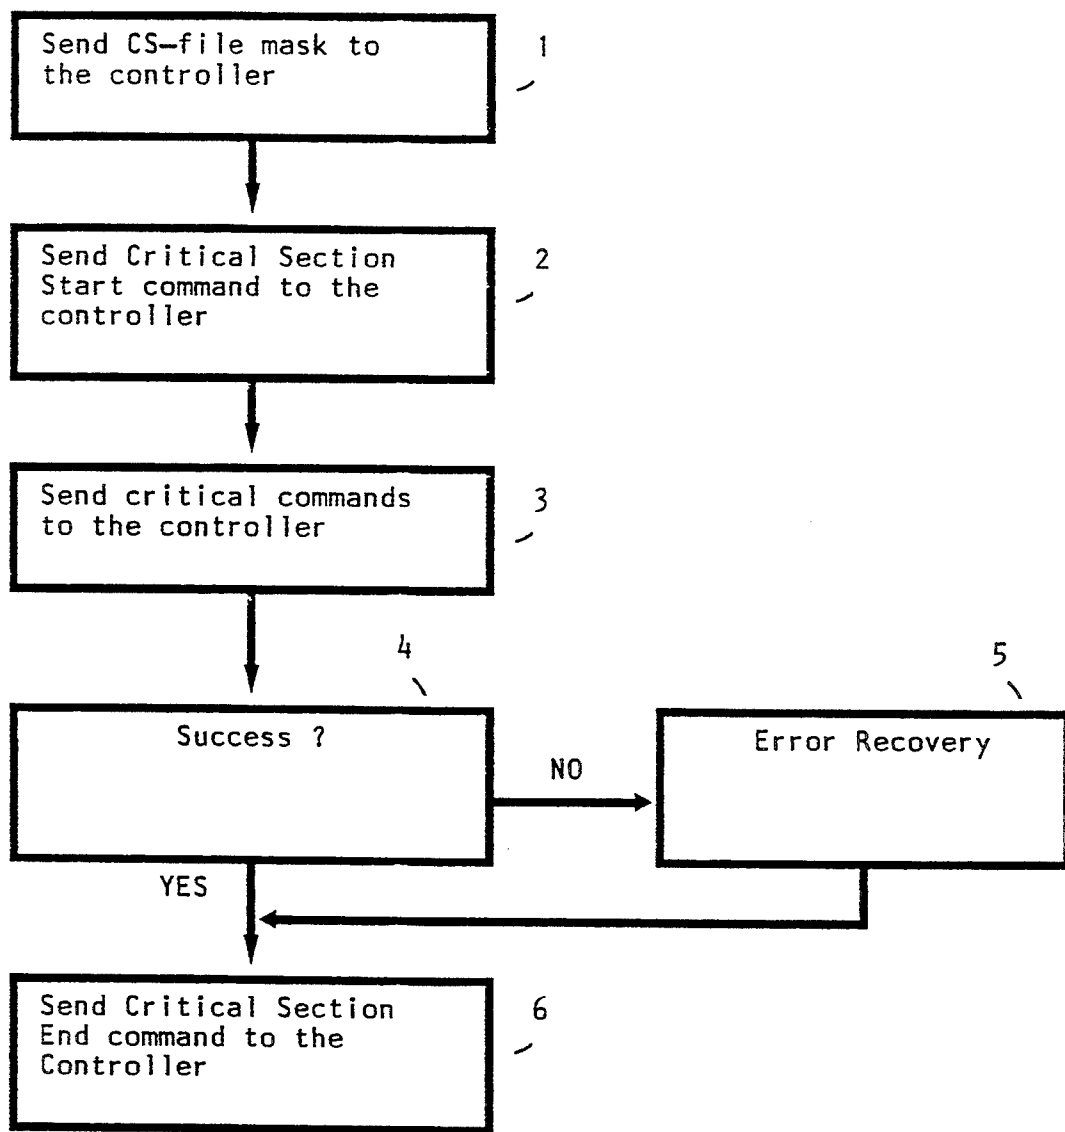 Send CS-file mask to
the controller
1
Send Critical Section
Start command to the
controller
2
Send critical commands
to the controller
3
4
Success ?
NO
5
Error Recovery
YES
Send Critical Section
End command to the
Controller
6